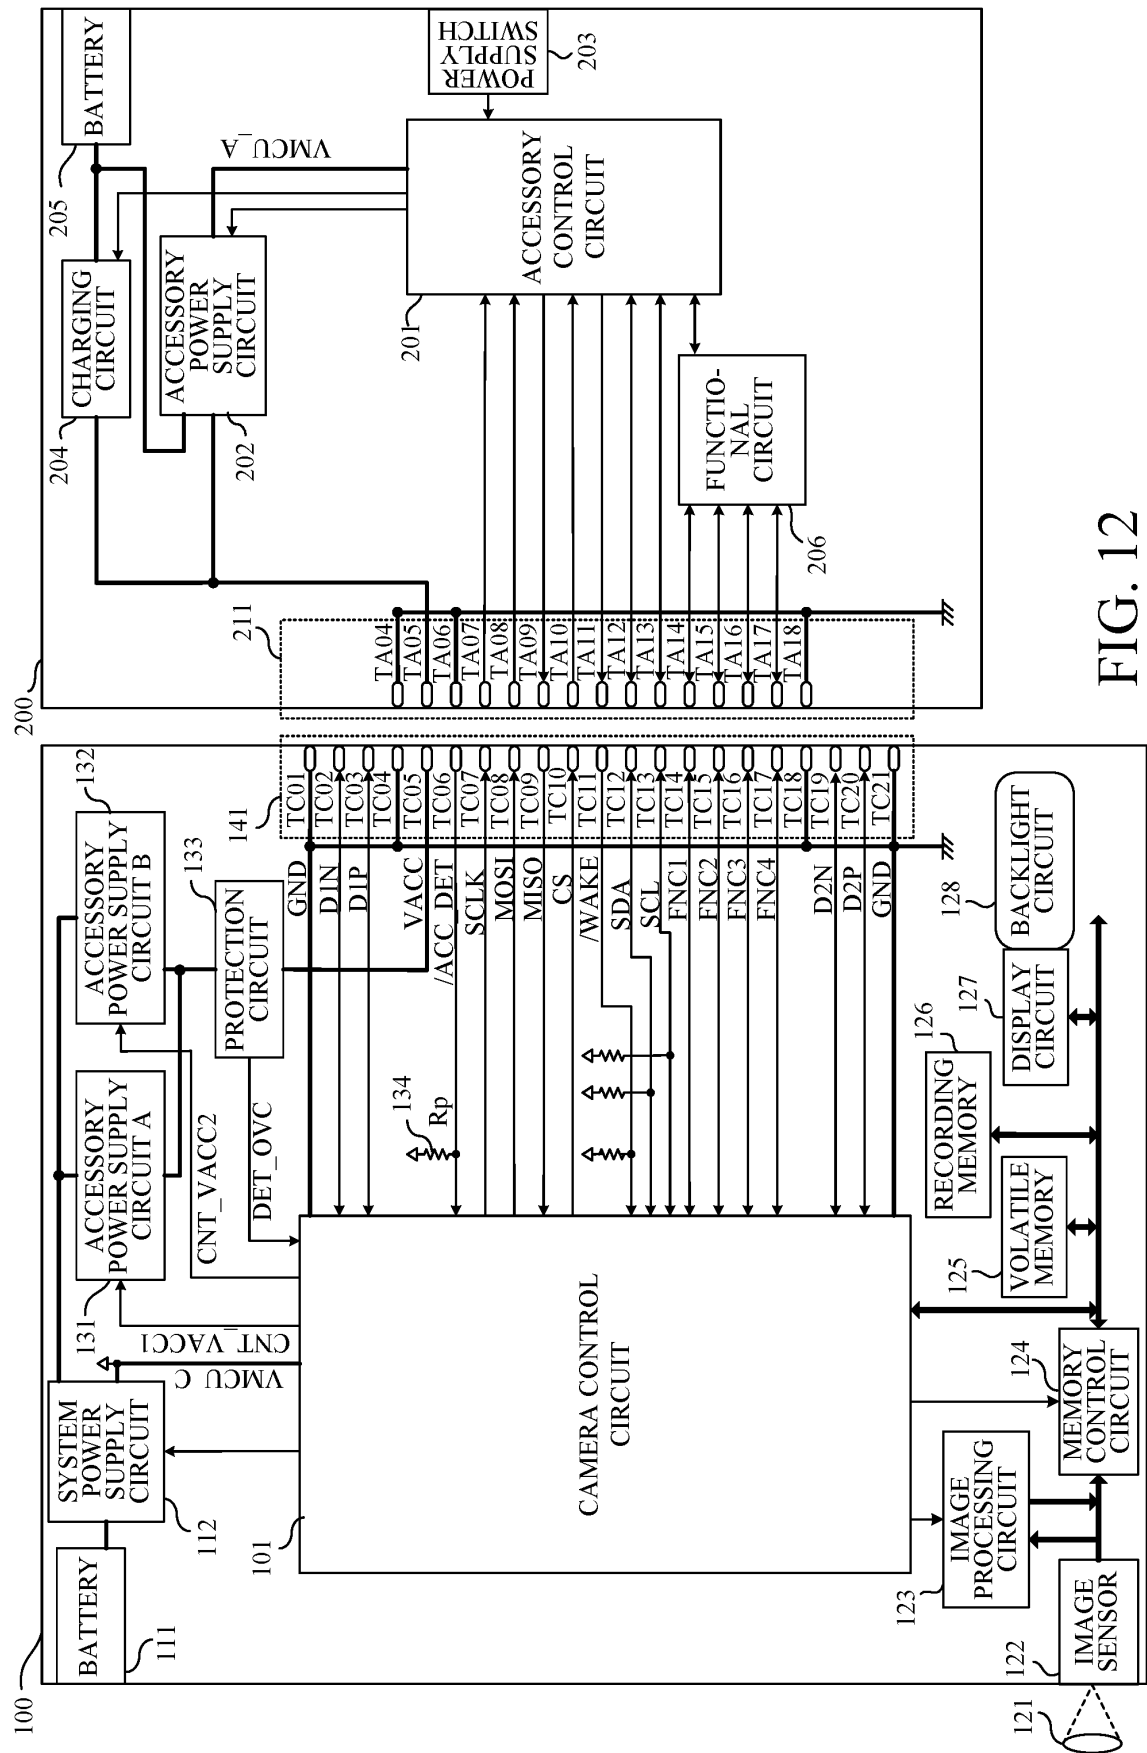 100
BATTERY
111
SYSTEM
POWER
SUPPLY
CIRCUIT
112
VMCU_C
CNT_VACC1
131
ACCESSORY
POWER SUPPLY
CIRCUIT A
CNT_VACC2
DET_OVC
ACCESSORY
POWER SUPPLY
CIRCUIT B
132
PROTECTION
CIRCUIT
133
134
Rp
101
CAMERA CONTROL
CIRCUIT
GND
D1N
D1P
VACC
/ACC_DET
SCLK
MOSI
MISO
CS
/WAKE
SDA
SCL
FNC1
FNC2
FNC3
FNC4
D2N
D2P
GND
141
TC01
TC02
TC03
TC04
TC05
TC06
TC07
TC08
TC09
TC10
TC11
TC12
TC13
TC14
TC15
TC16
TC17
TC18
TC19
TC20
TC21
121
122
IMAGE
SENSOR
123
IMAGE
PROCESSING
CIRCUIT
124
MEMORY
CONTROL
CIRCUIT
125
VOLATILE
MEMORY
126
RECORDING
MEMORY
127
DISPLAY
CIRCUIT
128
BACKLIGHT
CIRCUIT
200
211
TA04
TA05
TA06
TA07
TA08
TA09
TA10
TA11
TA12
TA13
TA14
TA15
TA16
TA17
TA18
204
CHARGING
CIRCUIT
205
BATTERY
202
ACCESSORY
POWER
SUPPLY
CIRCUIT
VMCU_A
201
ACCESSORY
CONTROL
CIRCUIT
POWER
SUPPLY
SWITCH
203
206
FUNCTIO-
NAL
CIRCUIT
FIG. 12